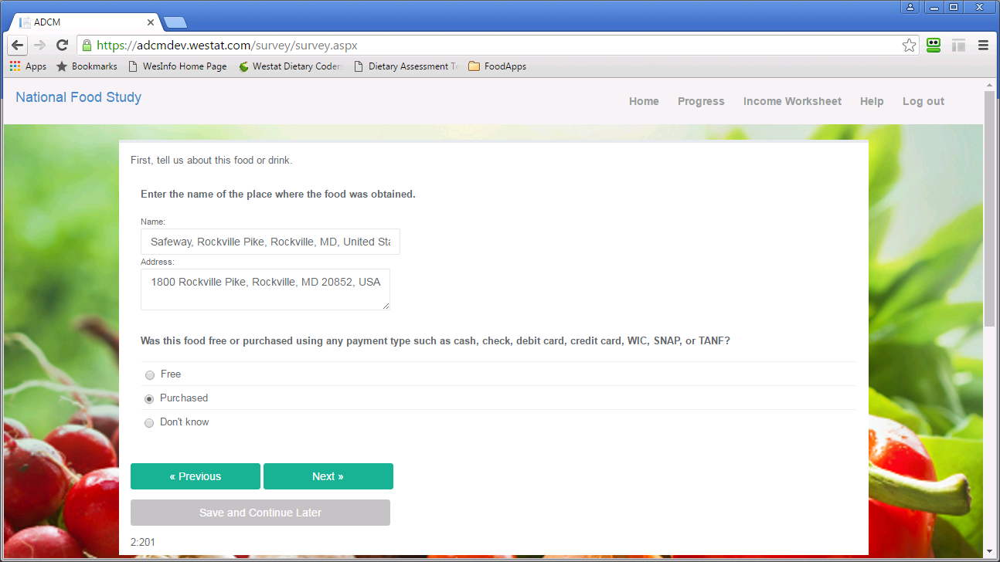 ADCM
https://adcmdev.westat.com/survey/survey.aspx
Apps Bookmarks WesInfo Home Page Westat Dietary Coder Dietary Assessment Te FoodApps
National Food Study
Home Progress Income Worksheet Help Log out
First, tell us about this food or drink.
Enter the name of the place where the food was obtained.
Name:
Safeway, Rockville Pike, Rockville, MD, United Sta
Address:
1800 Rockville Pike, Rockville, MD 20852, USA
Was this food free or purchased using any payment type such as cash, check, debit card, credit card, WIC, SNAP, or TANF?
Free
Purchased
Don't know
« Previous Next »
Save and Continue Later
2:201